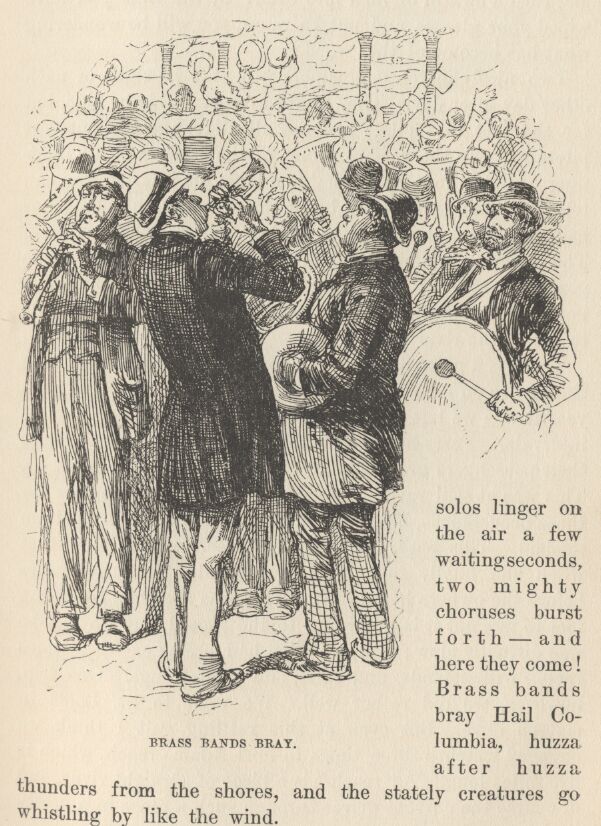 solos linger on
the air a few
waiting seconds,
two mighty
choruses burst
forth — and
here they come!
Brass bands
bray Hail Co-
lumbia, huzza
after huzza
BRASS BANDS BRAY.
thunders from the shores, and the stately creatures go
whistling by like the wind.